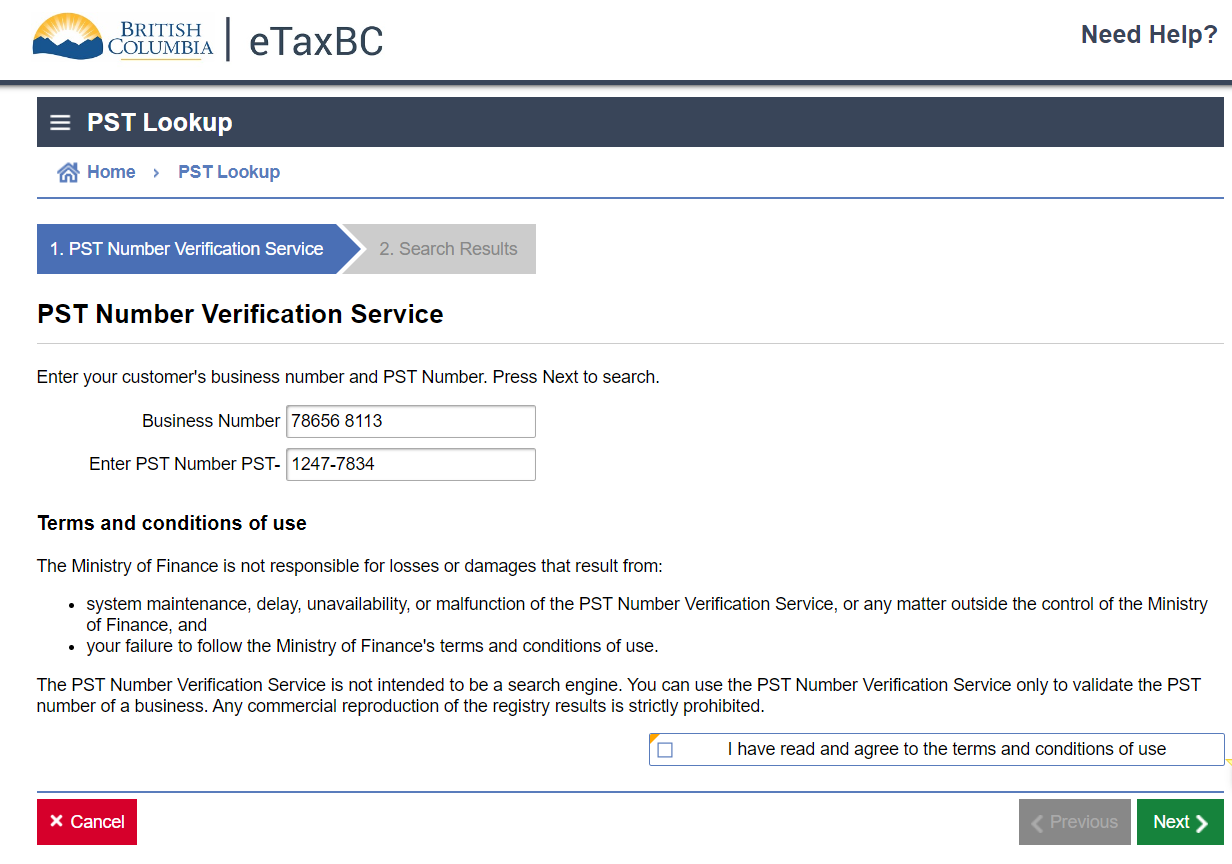 BRITISH
COLUMBIA
eTaxBC
Need Help?
PST Lookup
Home
PST Lookup
1. PST Number Verification Service
2. Search Results
PST Number Verification Service
Enter your customer's business number and PST Number. Press Next to search.
Business Number 78656 8113
Enter PST Number PST- 1247-7834
Terms and conditions of use
The Ministry of Finance is not responsible for losses or damages that result from:
• system maintenance, delay, unavailability, or malfunction of the PST Number Verification Service, or any matter outside the control of the Ministry
of Finance, and
• your failure to follow the Ministry of Finance's terms and conditions of use.
The PST Number Verification Service is not intended to be a search engine. You can use the PST Number Verification Service only to validate the PST
number of a business. Any commercial reproduction of the registry results is strictly prohibited.
I have read and agree to the terms and conditions of use
Cancel
Previous
Next